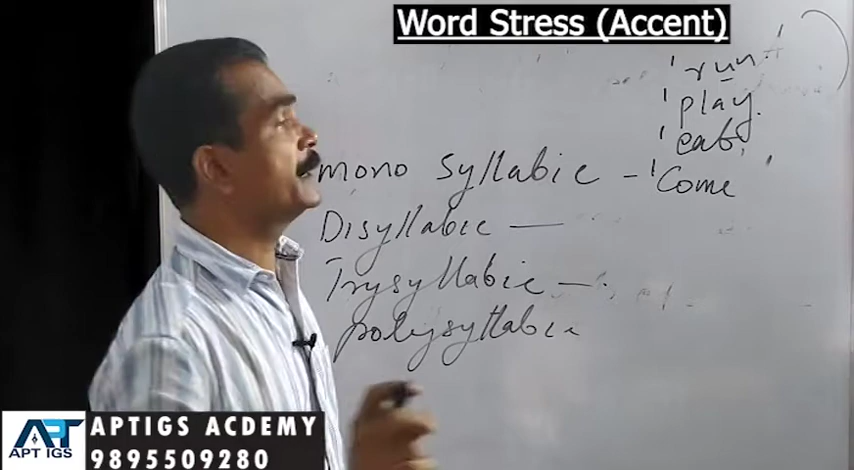 Word Stress (Accent)
'run
'play.
'eat,
mono syllabic - 'Come '
Disyllabic —
Trysyllabic —
polysyllabic
APT IGS
APTIGS ACDEMY
9895509280